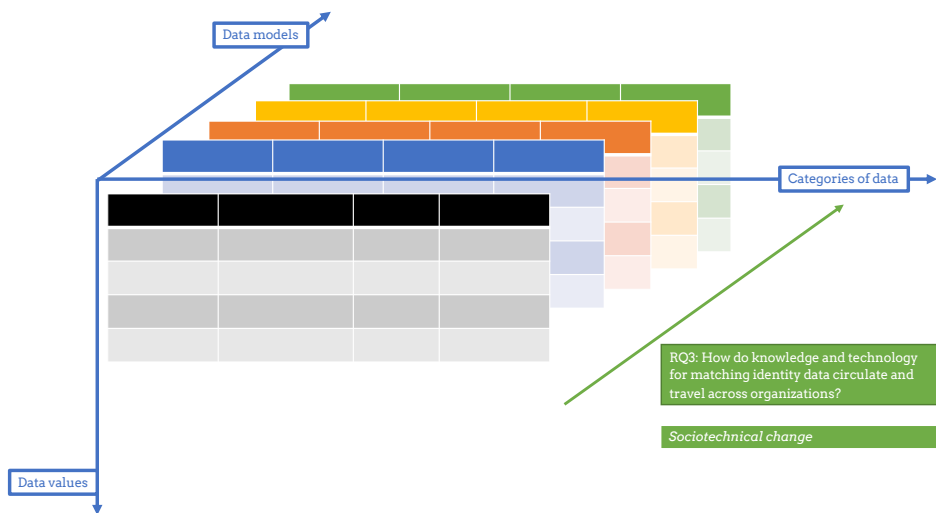 Data models
Categories of data
RQ3: How do knowledge and technology
for matching identity data circulate and
travel across organizations?
Sociotechnical change
Data values